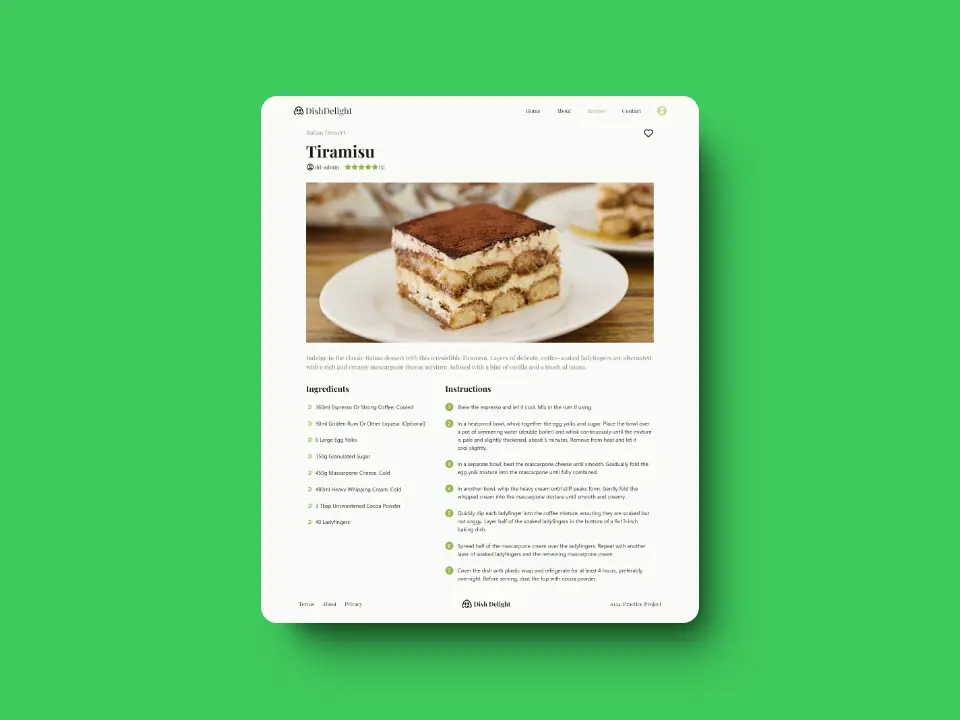 DishDelight
Home About Recipes Contact
Italian Dessert
Tiramisu
dd-admin (5)
Indulge in the classic Italian dessert with this irresistible Tiramisu. Layers of delicate, coffee-soaked ladyfingers are alternated
with a rich and creamy mascarpone cheese mixture, infused with a hint of vanilla and a touch of cocoa.
Ingredients
360ml Espresso Or Strong Coffee, Cooled
90ml Golden Rum Or Other Liqueur (Optional)
6 Large Egg Yolks
150g Granulated Sugar
450g Mascarpone Cheese, Cold
480ml Heavy Whipping Cream, Cold
3 Tbsp Unsweetened Cocoa Powder
40 Ladyfingers
Instructions
1 Brew the espresso and let it cool. Mix in the rum if using.
2 In a heatproof bowl, whisk together the egg yolks and sugar. Place the bowl over
a pot of simmering water (double boiler) and whisk continuously until the mixture
is pale and slightly thickened, about 5 minutes. Remove from heat and let it
cool slightly.
3 In a separate bowl, beat the mascarpone cheese until smooth. Gradually fold the
egg yolk mixture into the mascarpone until fully combined.
4 In another bowl, whip the heavy cream until stiff peaks form. Gently fold the
whipped cream into the mascarpone mixture until smooth and creamy.
5 Quickly dip each ladyfinger into the coffee mixture, ensuring they are soaked but
not soggy. Layer half of the soaked ladyfingers in the bottom of a 9x13-inch
baking dish.
6 Spread half of the mascarpone cream over the ladyfingers. Repeat with another
layer of soaked ladyfingers and the remaining mascarpone cream.
7 Cover the dish with plastic wrap and refrigerate for at least 4 hours, preferably
overnight. Before serving, dust the top with cocoa powder.
Terms About Privacy
Dish Delight
2024. Practice Project